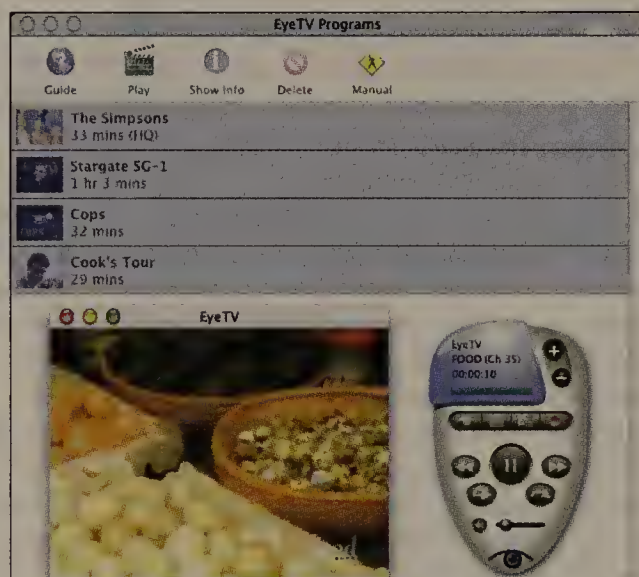 EyeTV Programs
Guide Play Show Info Delete Manual
The Simpsons
33 mins (HQ)
Stargate SG-1
1 hr 3 mins
Cops
32 mins
Cook's Tour
29 mins
EyeTV
EyeTV
FOOD (Ch 35)
00:00:10